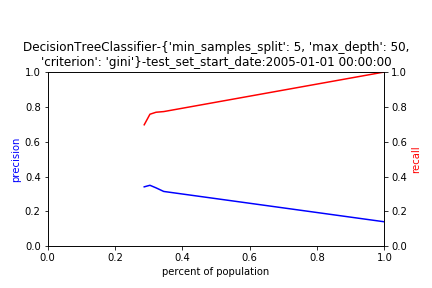 DecisionTreeClassifier-{'min_samples_split': 5, 'max_depth': 50,
'criterion': 'gini'}-test_set_start_date:2005-01-01 00:00:00
1.0
0.8
0.6
0.4
0.2
0.0
precision
1.0
0.8
0.6
0.4
0.2
0.0
recall
0.0 0.2 0.4 0.6 0.8 1.0
percent of population